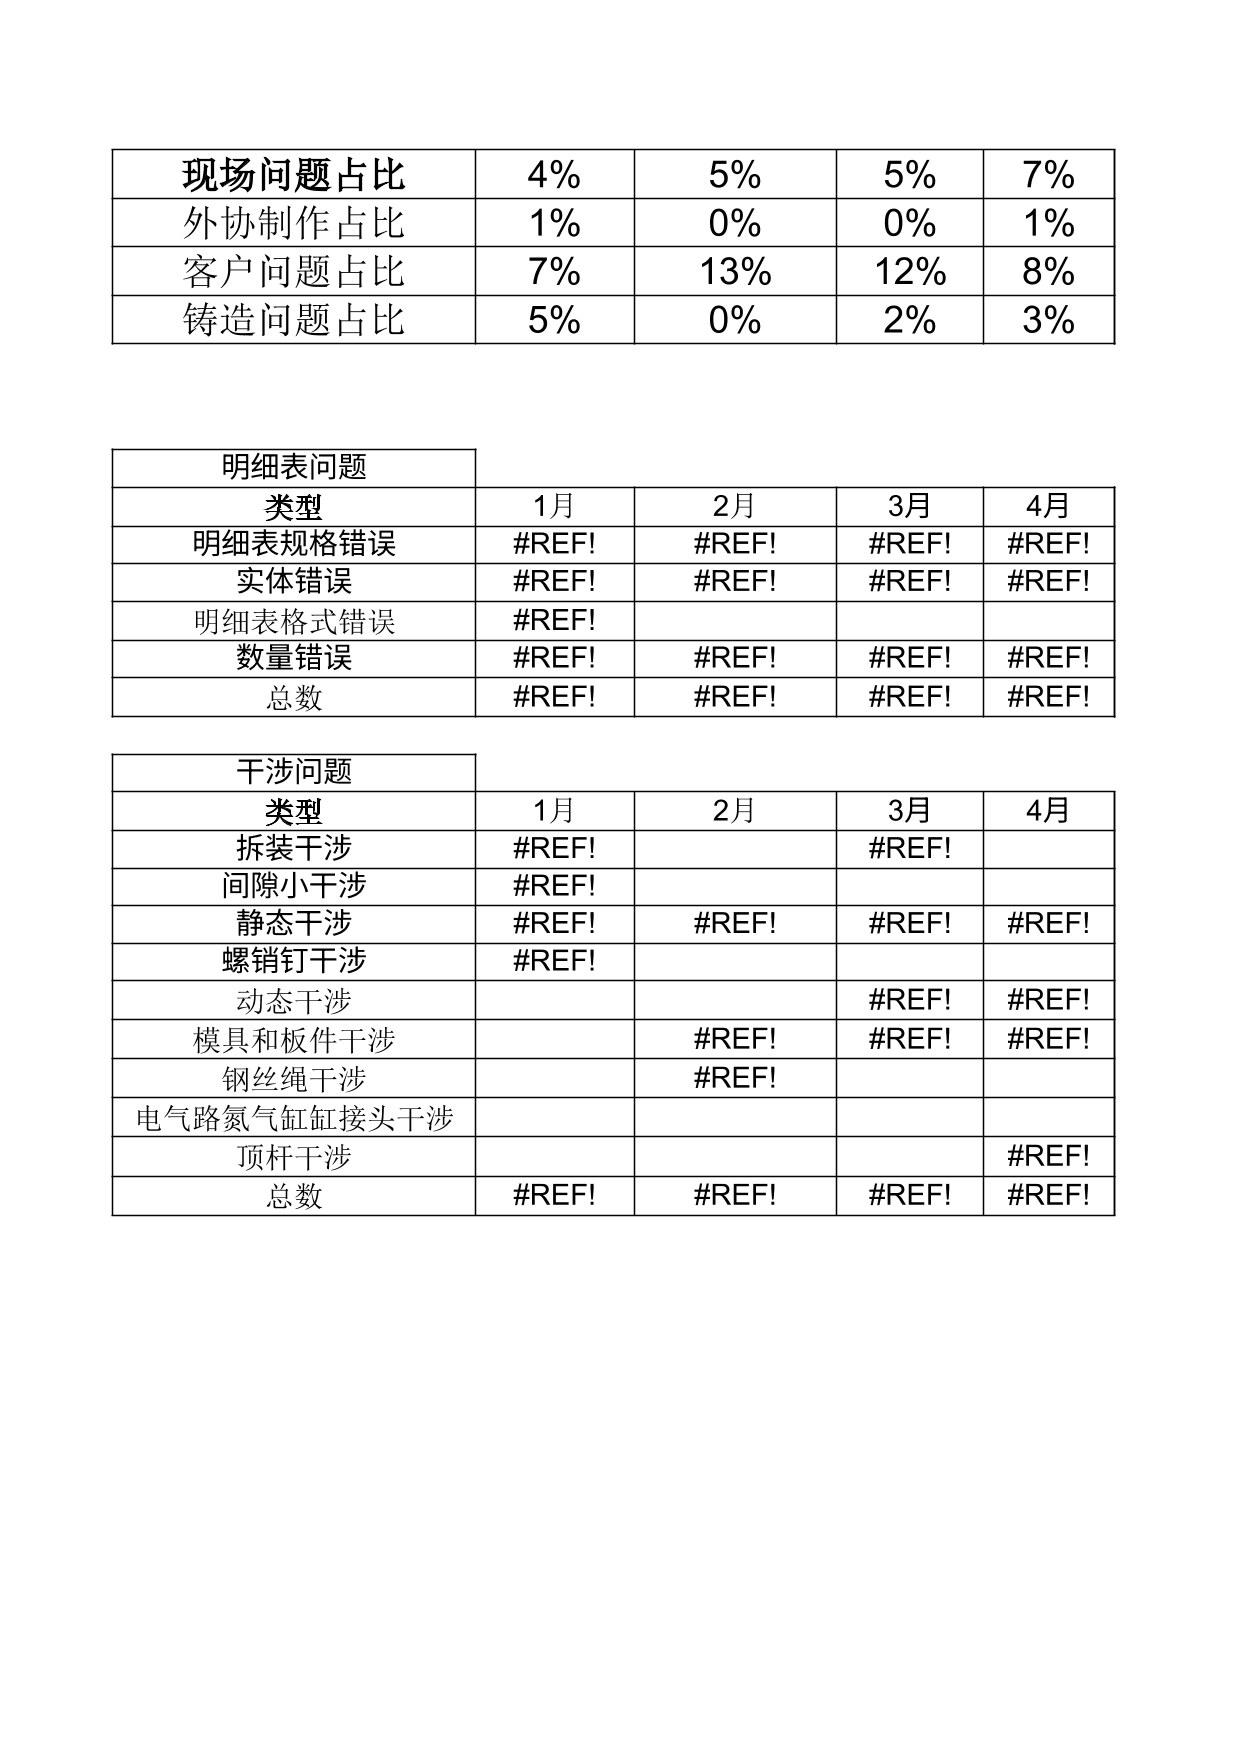 现场问题占比 4% 5% 5% 7%
外协制作占比 1% 0% 0% 1%
客户问题占比 7% 13% 12% 8%
铸造问题占比 5% 0% 2% 3%
明细表问题
类型 1月 2月 3月 4月
明细表规格错误 #REF! #REF! #REF! #REF!
实体错误 #REF! #REF! #REF! #REF!
明细表格式错误 #REF!
数量错误 #REF! #REF! #REF! #REF!
总数 #REF! #REF! #REF! #REF!
干涉问题
类型 1月 2月 3月 4月
拆装干涉 #REF! #REF!
间隙小干涉 #REF!
静态干涉 #REF! #REF! #REF! #REF!
螺销钉干涉 #REF!
动态干涉 #REF! #REF!
模具和板件干涉 #REF! #REF! #REF!
钢丝绳干涉 #REF!
电气路氮气缸缸接头干涉
顶杆干涉 #REF!
总数 #REF! #REF! #REF! #REF!